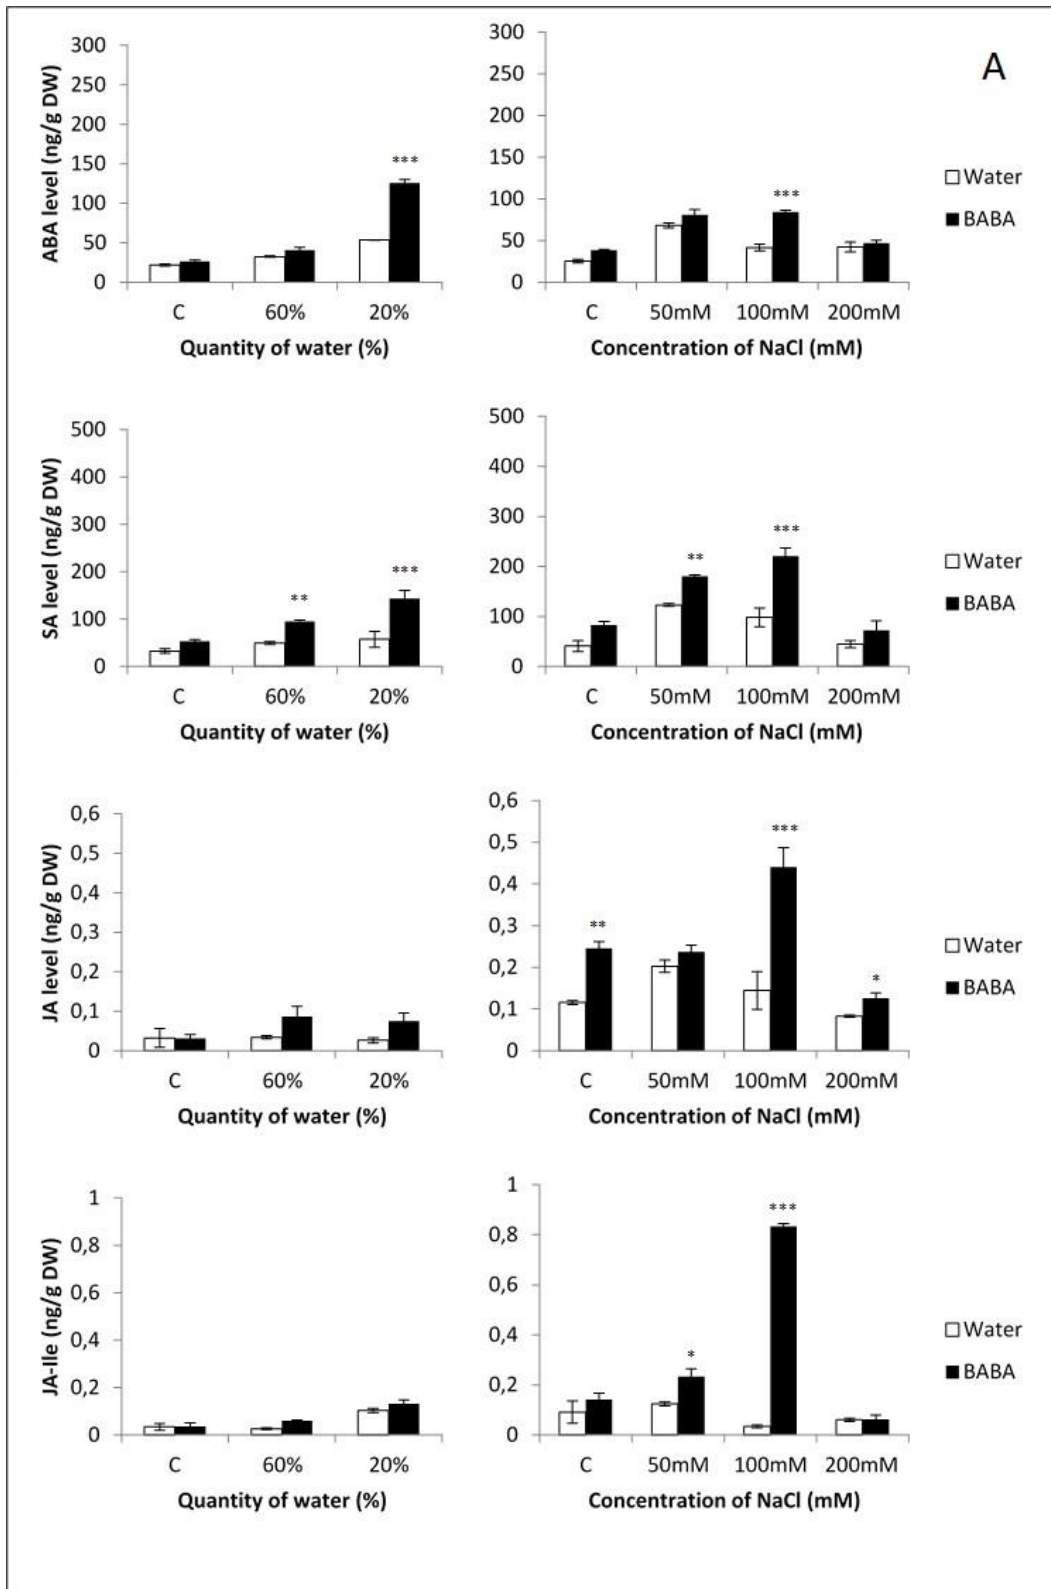 A
ABA level (ng/g DW)
300
250
200
150
100
50
0
***
C 60% 20%
Quantity of water (%)
300
250
200
150
100
50
0
***
C 50mM 100mM 200mM
Concentration of NaCl (mM)
Water
BABA
SA level (ng/g DW)
500
400
300
200
100
0
**
***
C 60% 20%
Quantity of water (%)
500
400
300
200
100
0
**
***
C 50mM 100mM 200mM
Concentration of NaCl (mM)
Water
BABA
JA level (ng/g DW)
0,6
0,5
0,4
0,3
0,2
0,1
0
C 60% 20%
Quantity of water (%)
0,6
0,5
0,4
0,3
0,2
0,1
0
**
***
*
C 50mM 100mM 200mM
Concentration of NaCl (mM)
Water
BABA
JA-Ile (ng/g DW)
1
0,8
0,6
0,4
0,2
0
C 60% 20%
Quantity of water (%)
1
0,8
0,6
0,4
0,2
0
*
***
C 50mM 100mM 200mM
Concentration of NaCl (mM)
Water
BABA